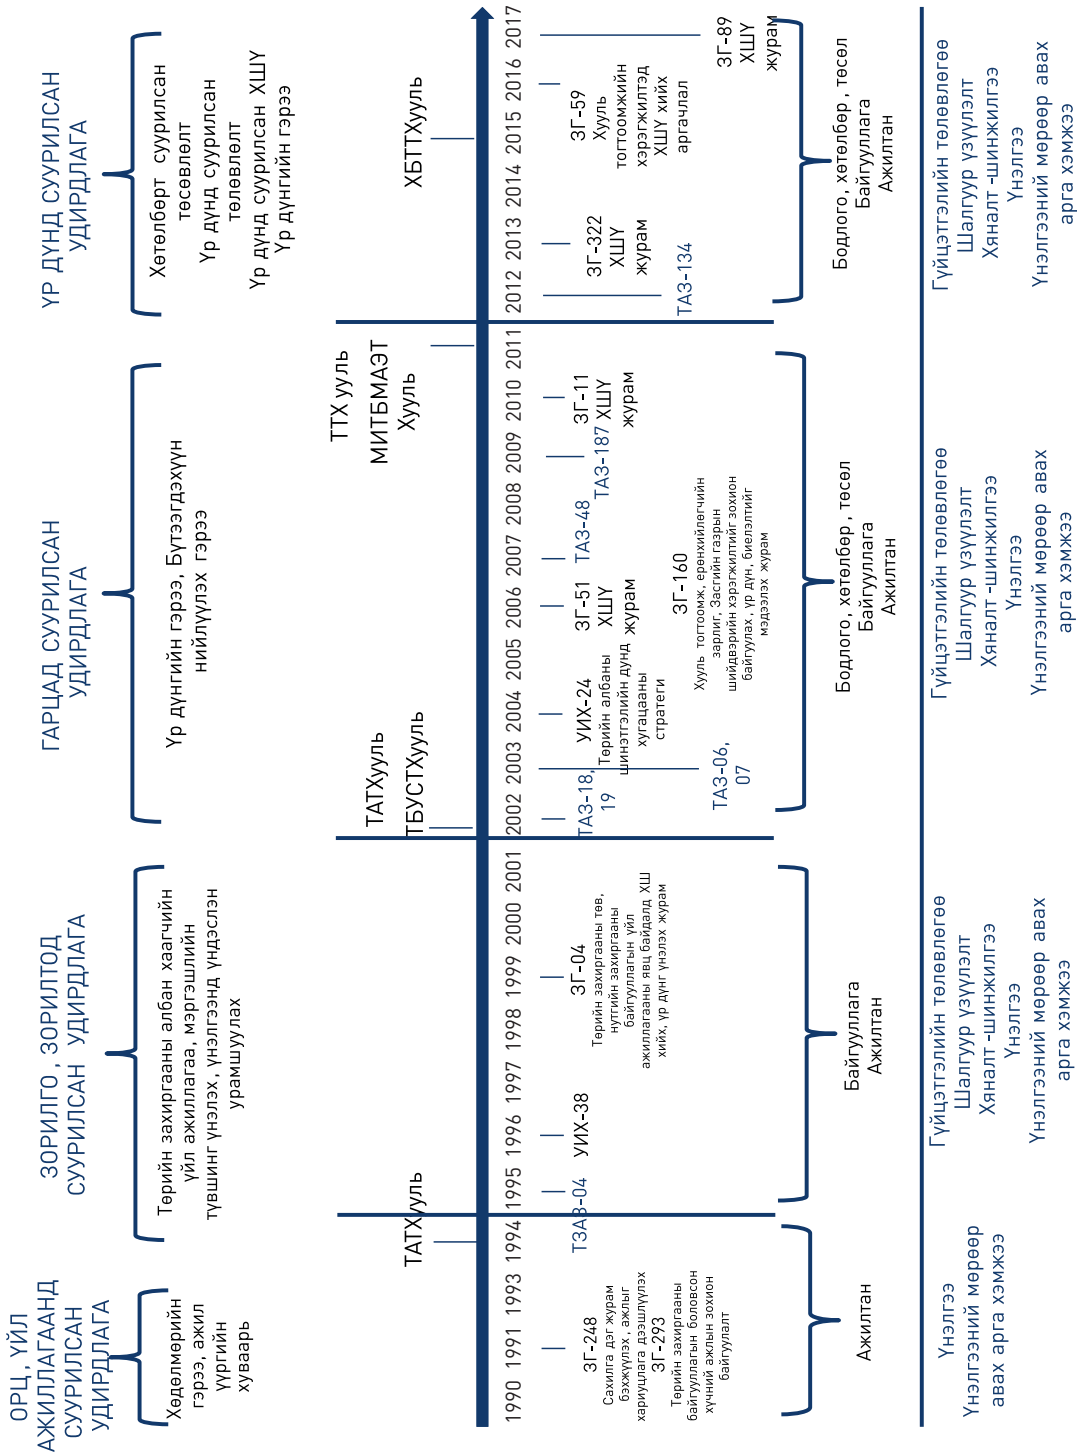 ОРЦ, ҮЙЛ
АЖИЛЛАГААНД
СУУРИЛСАН
УДИРДЛАГА
ЗОРИЛГО, ЗОРИЛТОД
СУУРИЛСАН УДИРДЛАГА
ГАРЦАД СУУРИЛСАН
УДИРДЛАГА
ҮР ДҮНД СУУРИЛСАН
УДИРДЛАГА
Хөдөлмөрийн
гэрээ, ажил
үүргийн
хуваарь
Төрийн захиргааны албан хаагчийн
үйл ажиллагаа, мэргэшлийн
түвшинг үнэлэх, үнэлгээнд үндэслэн
урамшуулах
Үр дүнгийн гэрээ, Бүтээгдэхүүн
нийлүүлэх гэрээ
Хөтөлбөрт суурилсан
төсөвлөлт
Үр дүнд суурилсан
төлөвлөлт
Үр дүнд суурилсан ХШҮ
Үр дүнгийн гэрээ
ТАТХууль
ТАТХууль
ТБУСТХууль
ТТХ ууль
МИТБМАЭТ
Хууль
ХБТТХууль
1990 1991 1993 1994 1995 1996 1997 1998 1999 2000 2001 2002 2003 2004 2005 2006 2007 2008 2009 2010 2011 2012 2013 2014 2015 2016 2017
ЗГ-248
Сахилга дэг журам
бэхжүүлэх, ажлыг
хариуцлага дээшлүүлэх
ЗГ-293
Төрийн захиргааны
байгууллагын боловсон
хүчний ажлын зохион
байгуулалт
ТЗАЗ-04
УИХ-38
ЗГ-04
Төрийн захиргааны төв,
нутгийн захиргааны
байгууллагын үйл
ажиллагааны явц байдалд ХШ
хийх, үр дүнг үнэлэх журам
ТАЗ-18,
19
ТАЗ-06,
07
УИХ-24
Төрийн албаны
шинэтгэлийн дунд
хугацааны
стратеги
ЗГ-51
ХШҮ
журам
ЗГ-160
Хууль тогтоомж, ерөнхийлөгчийн
зарлиг, Засгийн газрын
шийдвэрийн хэрэгжилтийг зохион
байгуулах, үр дүн, биелэлтийг
мэдээлэх журам
ТАЗ-48
ТАЗ-187
ЗГ-11
ХШҮ
журам
ТАЗ-134
ЗГ-322
ХШҮ
журам
ЗГ-59
Хууль
тогтоомжийн
хэрэгжилтэд
ХШҮ хийх
аргачлал
ЗГ-89
ХШҮ
журам
Ажилтан
Байгууллага
Ажилтан
Бодлого, хөтөлбөр, төсөл
Байгууллага
Ажилтан
Бодлого, хөтөлбөр, төсөл
Байгууллага
Ажилтан
Үнэлгээ
Үнэлгээний мөрөөр
авах арга хэмжээ
Гүйцэтгэлийн төлөвлөгөө
Шалгуур үзүүлэлт
Хяналт-шинжилгээ
Үнэлгээ
Үнэлгээний мөрөөр авах
арга хэмжээ
Гүйцэтгэлийн төлөвлөгөө
Шалгуур үзүүлэлт
Хяналт-шинжилгээ
Үнэлгээ
Үнэлгээний мөрөөр авах
арга хэмжээ
Гүйцэтгэлийн төлөвлөгөө
Шалгуур үзүүлэлт
Хяналт-шинжилгээ
Үнэлгээ
Үнэлгээний мөрөөр авах
арга хэмжээ